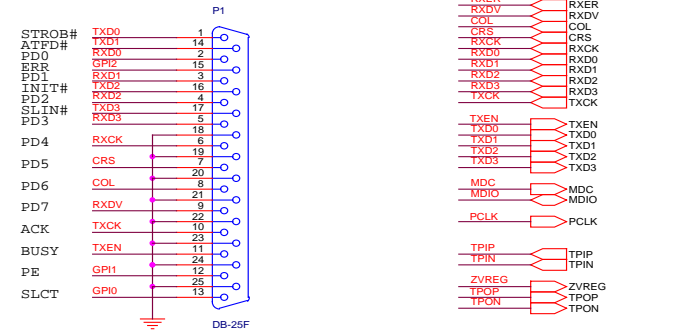 P1
STROB# TXD0 1
ATFD# TXD1 14
PD0 RXD0 2
ERR GPI2 15
PD1 RXD1 3
INIT# TXD2 16
PD2 RXD2 4
SLIN# TXD3 17
PD3 RXD3 5
18
PD4 RXCK 6
19
PD5 CRS 7
20
PD6 COL 8
21
PD7 RXDV 9
22
ACK TXCK 10
23
BUSY TXEN 11
24
PE GPI1 12
25
SLCT GPI0 13
DB-25F
RXER RXER
RXDV RXDV
COL COL
CRS CRS
RXCK RXCK
RXD0 RXD0
RXD1 RXD1
RXD2 RXD2
RXD3 RXD3
TXCK TXCK
TXEN TXEN
TXD0 TXD0
TXD1 TXD1
TXD2 TXD2
TXD3 TXD3
MDC MDC
MDIO MDIO
PCLK PCLK
TPIP TPIP
TPIN TPIN
ZVREG ZVREG
TPOP TPOP
TPON TPON